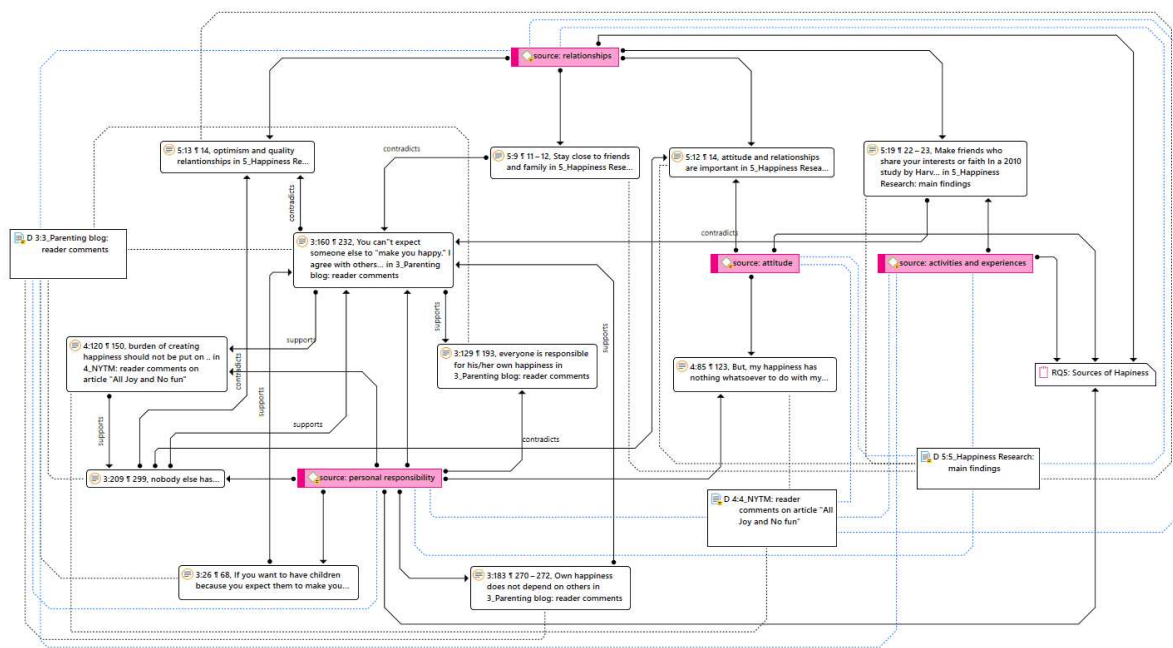 source: relationships
5:13 ¶ 14, optimism and quality
relantionships in 5_Happiness Re...
contradicts
5:9 ¶ 11 – 12, Stay close to friends
and family in 5_Happiness Rese...
5:12 ¶ 14, attitude and relationships
are important in 5_Happiness Resea...
5:19 ¶ 22 – 23, Make friends who
share your interests or faith In a 2010
study by Harv... in 5_Happiness
Research: main findings
contradicts
D 3:3_Parenting blog:
reader comments
3:160 ¶ 232, You can"t expect
someone else to "make you happy." I
agree with others... in 3_Parenting
blog: reader comments
contradicts
source: attitude
source: activities and experiences
supports
supports
4:120 ¶ 150, burden of creating
happiness should not be put on .. in
4_NYTM: reader comments on
article "All Joy and No fun"
contradicts
supports
3:129 ¶ 193, everyone is responsible
for his/her own happiness in
3_Parenting blog: reader comments
4:85 ¶ 123, But, my happiness has
nothing whatsoever to do with my...
RQ5: Sources of Hapiness
supports
supports
contradicts
3:209 ¶ 299, nobody else has...
source: personal responsibility
D 5:5_Happiness Research:
main findings
D 4:4_NYTM: reader
comments on article "All
Joy and No fun"
3:26 ¶ 68, If you want to have children
because you expect them to make you...
3:183 ¶ 270 – 272, Own happiness
does not depend on others in
3_Parenting blog: reader comments